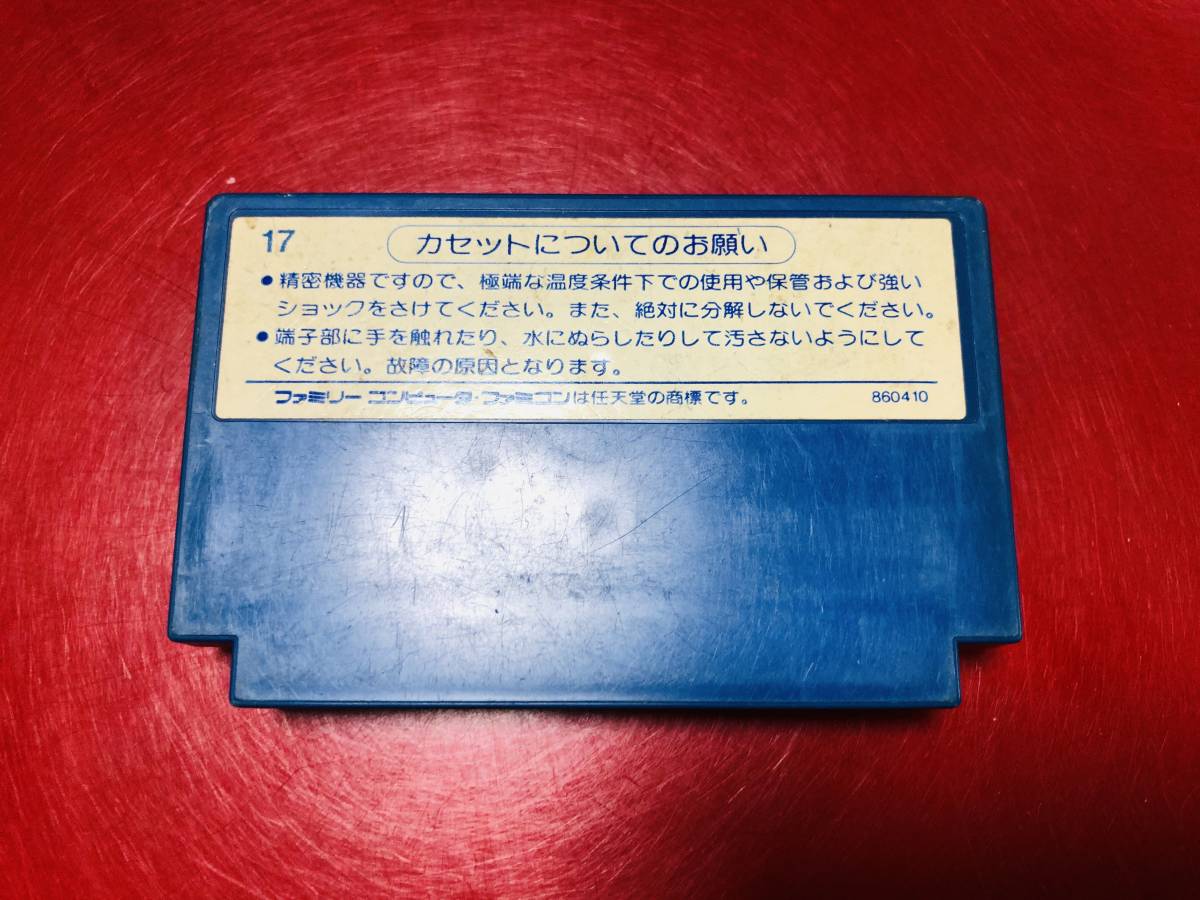 17
カセットについてのお願い
●精密機器ですので、極端な温度条件下での使用や保管および強い
ショックをさけてください。また、絶対に分解しないでください。
●端子部に手を触れたり、水にぬらしたりして汚さないようにして
ください。故障の原因となります。
ファミリー コンピュータ・ファミコンは任天堂の商標です。 860410